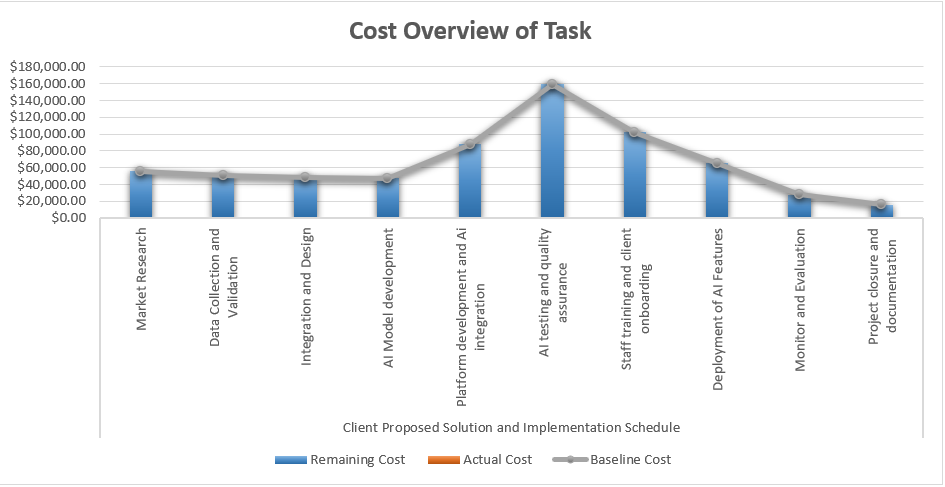 Cost Overview of Task
$180,000.00
$160,000.00
$140,000.00
$120,000.00
$100,000.00
$80,000.00
$60,000.00
$40,000.00
$20,000.00
$0.00
Market Research
Data Collection and
Validation
Integration and Design
AI Model development
Platform development and Ai
integration
AI testing and quality
assurance
Staff training and client
onboarding
Deployment of AI Features
Monitor and Evaluation
Project closure and
documentation
Client Proposed Solution and Implementation Schedule
Remaining Cost
Actual Cost
Baseline Cost